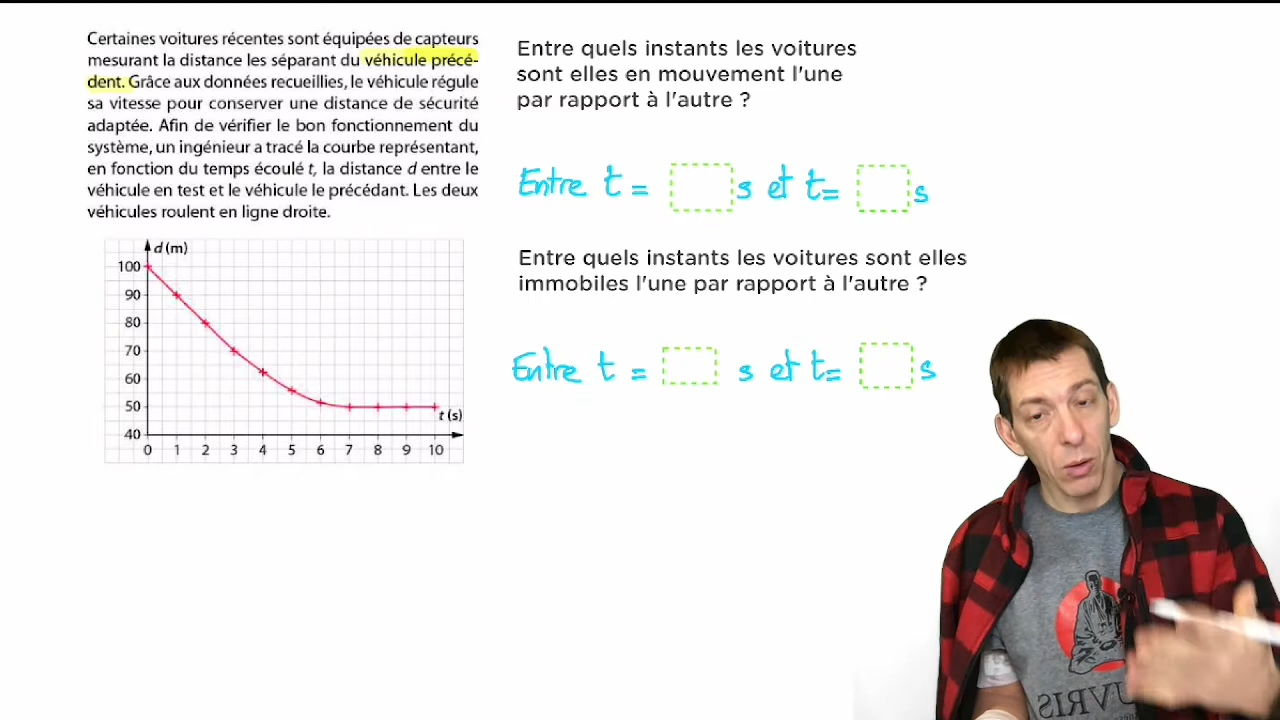 Certaines voitures récentes sont équipées de capteurs
mesurant la distance les séparant du véhicule précé-
dent. Grâce aux données recueillies, le véhicule régule
sa vitesse pour conserver une distance de sécurité
adaptée. Afin de vérifier le bon fonctionnement du
système, un ingénieur a tracé la courbe représentant,
en fonction du temps écoulé t, la distance d entre le
véhicule en test et le véhicule le précédant. Les deux
véhicules roulent en ligne droite.
d (m)
100
90
80
70
60
50
40
t (s)
0 1 2 3 4 5 6 7 8 9 10
Entre quels instants les voitures
sont elles en mouvement l'une
par rapport à l'autre ?
Entre t = s et t= s
Entre quels instants les voitures sont elles
immobiles l'une par rapport à l'autre ?
Entre t = s et t= s